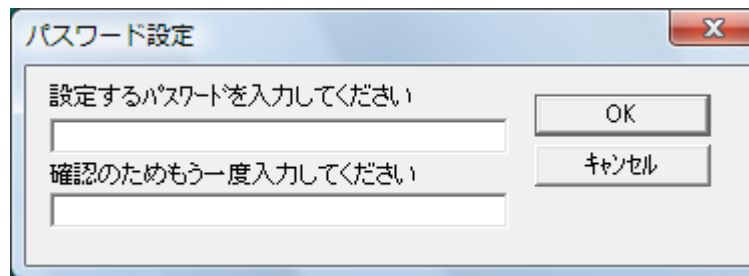 パスワード設定
設定するﾊﾟｽﾜｰﾄﾞを入力してください
OK
確認のためもう一度入力してください
ｷｬﾝｾﾙ